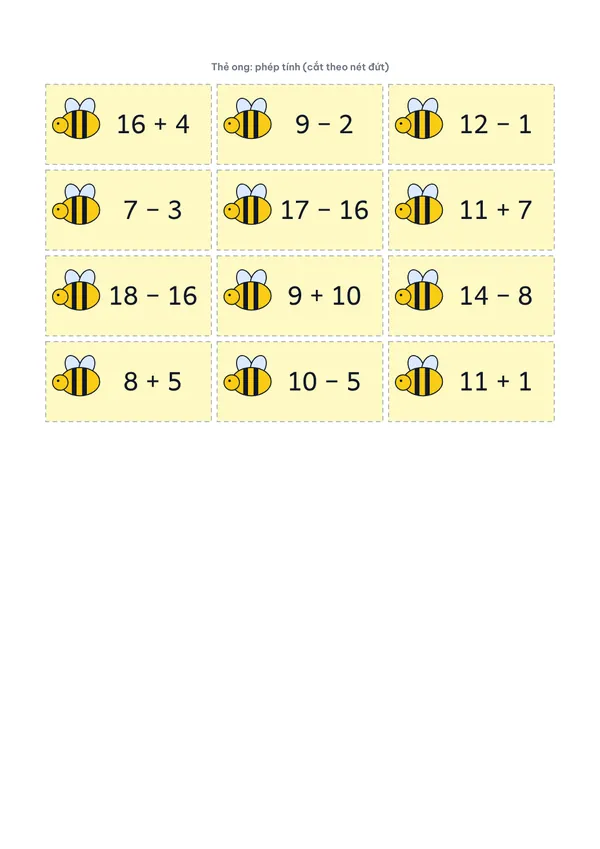 Thẻ ong: phép tính (cắt theo nét đứt)
16 + 4
9 − 2
12 − 1
7 − 3
17 − 16
11 + 7
18 − 16
9 + 10
14 − 8
8 + 5
10 − 5
11 + 1